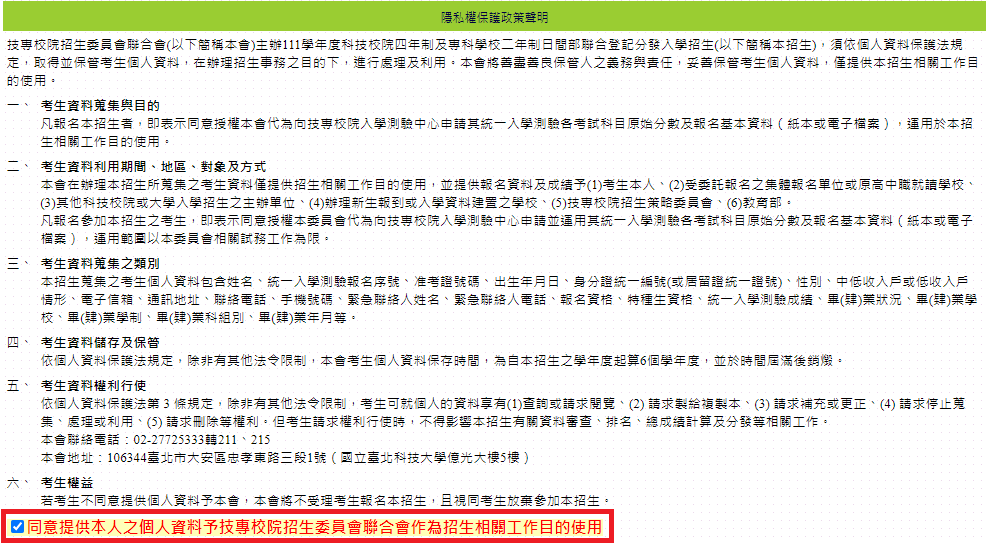 隱私權保護政策聲明
技專校院招生委員會聯合會(以下簡稱本會)主辦111學年度科技校院四年制及專科學校二年制日間部聯合登記分發入學招生(以下簡稱本招生)，須依個人資料保護法規
定，取得並保管考生個人資料，在辦理招生事務之目的下，進行處理及利用。本會將善盡善良保管人之義務與責任，妥善保管考生個人資料，僅提供本招生相關工作目
的使用。
一、 考生資料蒐集與目的
凡報名本招生者，即表示同意授權本會代為向技專校院入學測驗中心申請其統一入學測驗各考試科目原始分數及報名基本資料（紙本或電子檔案），運用於本招
生相關工作目的使用。
二、 考生資料利用期間、地區、對象及方式
本會在辦理本招生所蒐集之考生資料僅提供招生相關工作目的使用，並提供報名資料及成績予(1)考生本人、(2)受委託報名之集體報名單位或原高中職就讀學校、
(3)其他科技校院或大學入學招生之主辦單位、(4)辦理新生報到或入學資料建置之學校、(5)技專校院招生策略委員會、(6)教育部。
凡報名參加本招生之考生，即表示同意授權本委員會代為向技專校院入學測驗中心申請並運用其統一入學測驗各考試科目原始分數及報名基本資料（紙本或電子
檔案），運用範圍以本委員會相關試務工作為限。
三、 考生資料蒐集之類別
本招生蒐集之考生個人資料包含姓名、統一入學測驗報名序號、准考證號碼、出生年月日、身分證統一編號(或居留證統一證號)、性別、中低收入戶或低收入戶
情形、電子信箱、通訊地址、聯絡電話、手機號碼、緊急聯絡人姓名、緊急聯絡人電話、報名資格、特種生資格、統一入學測驗成績、畢(肄)業狀況、畢(肄)業學
校、畢(肄)業學制、畢(肄)業科組別、畢(肄)業年月等。
四、 考生資料儲存及保管
依個人資料保護法規定，除非有其他法令限制，本會考生個人資料保存時間，為自本招生之學年度起算6個學年度，並於時間屆滿後銷燬。
五、 考生資料權利行使
依個人資料保護法第 3 條規定，除非有其他法令限制，考生可就個人的資料享有(1)查詢或請求閱覽、(2) 請求製給複製本、(3) 請求補充或更正、(4) 請求停止蒐
集、處理或利用、(5) 請求刪除等權利。但考生請求權利行使時，不得影響本招生有關資料審查、排名、總成績計算及分發等相關工作。
本會聯絡電話：02-27725333轉211、215
本會地址：106344臺北市大安區忠孝東路三段1號（國立臺北科技大學億光大樓5樓）
六、 考生權益
若考生不同意提供個人資料予本會，本會將不受理考生報名本招生，且視同考生放棄參加本招生。
同意提供本人之個人資料予技專校院招生委員會聯合會作為招生相關工作目的使用